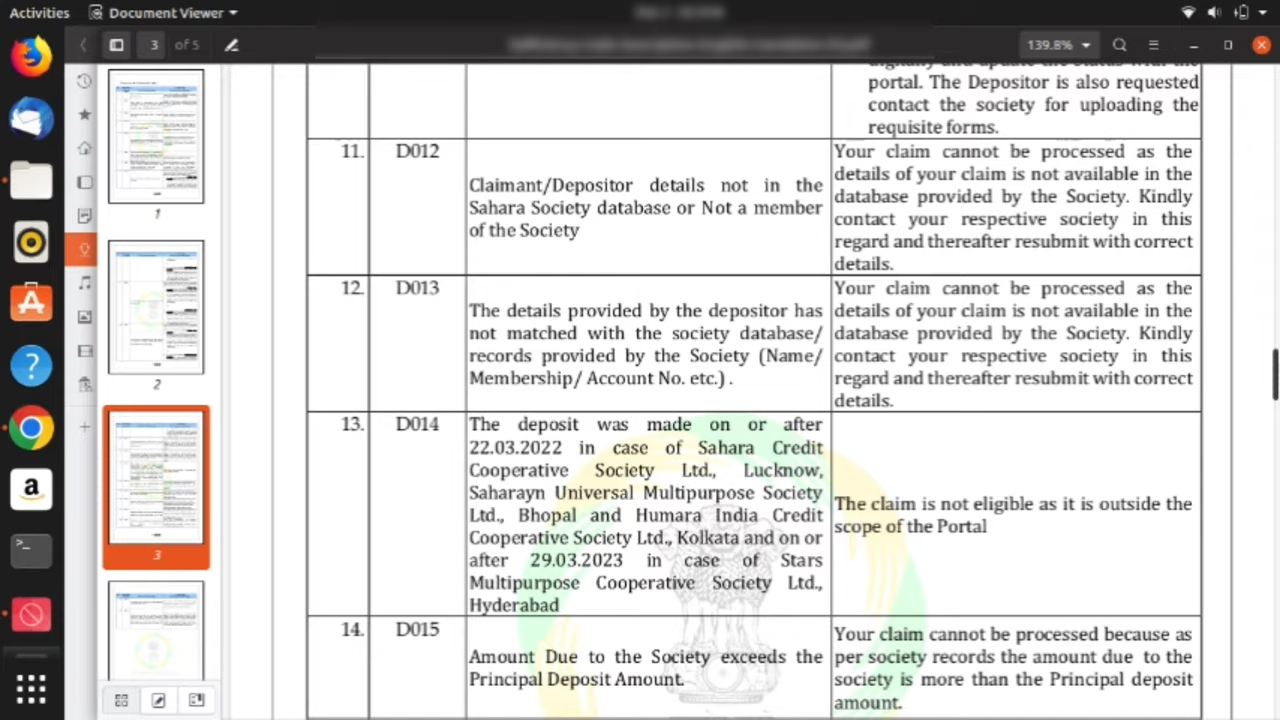 Activities
Document Viewer
3 of 5
139.8%
portal. The Depositor is also requested
contact the society for uploading the
requisite forms.
11. D012
Claimant/Depositor details not in the
Sahara Society database or Not a member
of the Society
Your claim cannot be processed as the
details of your claim is not available in the
database provided by the Society. Kindly
contact your respective society in this
regard and thereafter resubmit with correct
details.
12. D013
The details provided by the depositor has
not matched with the society database/
records provided by the Society (Name/
Membership/ Account No. etc.) .
Your claim cannot be processed as the
details of your claim is not available in the
database provided by the Society. Kindly
contact your respective society in this
regard and thereafter resubmit with correct
details.
13. D014
The deposit was made on or after
22.03.2022 in case of Sahara Credit
Cooperative Society Ltd., Lucknow,
Saharayn Universal Multipurpose Society
Ltd., Bhopal and Humara India Credit
Cooperative Society Ltd., Kolkata and on or
after 29.03.2023 in case of Stars
Multipurpose Cooperative Society Ltd.,
Hyderabad
The claim is not eligible as it is outside the
scope of the Portal
14. D015
Amount Due to the Society exceeds the
Principal Deposit Amount.
Your claim cannot be processed because as
per society records the amount due to the
society is more than the Principal deposit
amount.
1
2
3